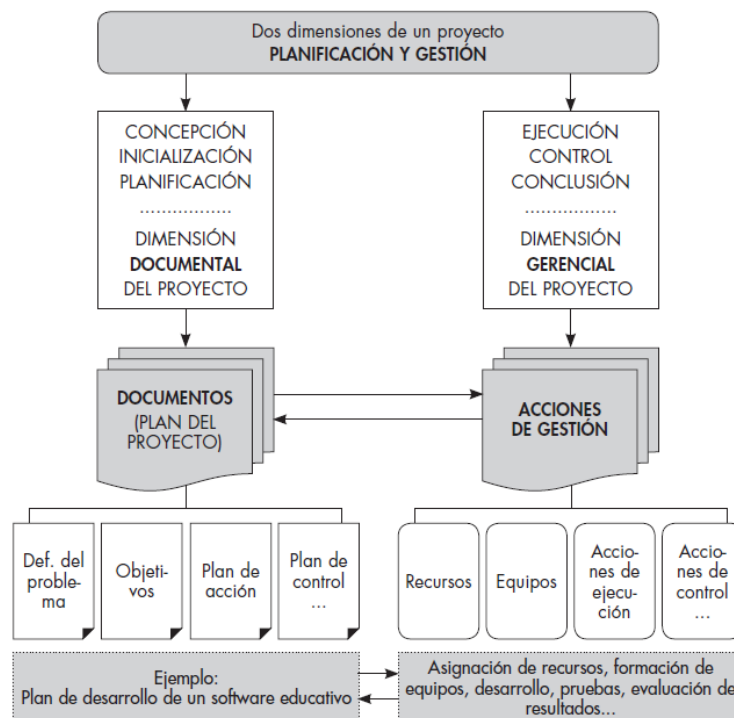 Dos dimensiones de un proyecto
PLANIFICACIÓN Y GESTIÓN
CONCEPCIÓN
INICIALIZACIÓN
PLANIFICACIÓN
.................
DIMENSIÓN
DOCUMENTAL
DEL PROYECTO
EJECUCIÓN
CONTROL
CONCLUSIÓN
.................
DIMENSIÓN
GERENCIAL
DEL PROYECTO
DOCUMENTOS
(PLAN DEL
PROYECTO)
ACCIONES
DE GESTIÓN
Def. del
proble-
ma
Objeti-
vos
Plan de
acción
Plan de
control
...
Recursos
Equipos
Accio-
nes de
ejecu-
ción
Accio-
nes de
control
...
Ejemplo:
Plan de desarrollo de un software educativo
Asignación de recursos, formación de
equipos, desarrollo, pruebas, evaluación de
resultados...